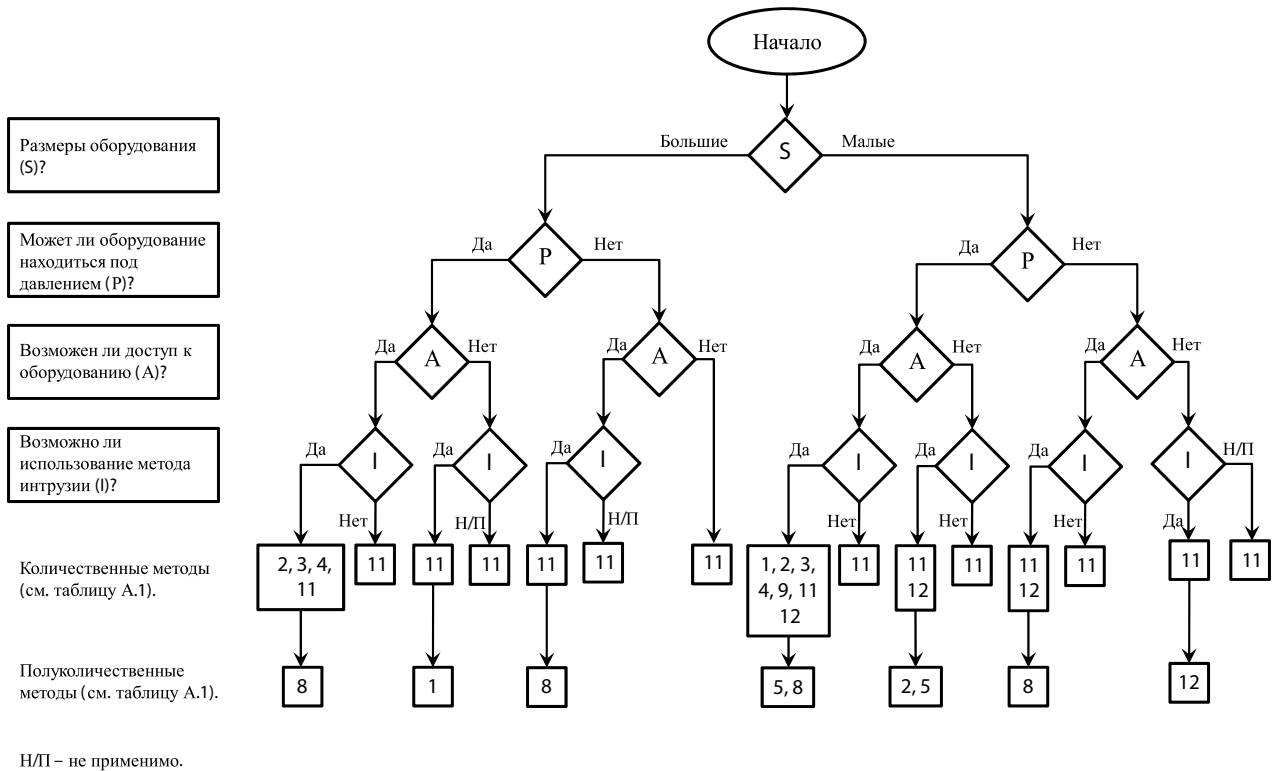 Начало
Размеры оборудования
(S)?
Большие
S
Малые
Может ли оборудование
находиться под
давлением (P)?
Да
P
Нет
Да
P
Нет
Возможен ли доступ к
оборудованию (A)?
Да
A
Нет
Да
A
Нет
Да
A
Нет
Да
A
Нет
Возможно ли
использование метода
интрузии (I)?
Да
I
Нет
Да
I
Н/П
Да
I
Н/П
Да
I
Нет
Да
I
Нет
Да
I
Нет
I
Н/П
Да
Количественные методы
(см. таблицу А.1).
2, 3, 4,
11
11
11
11
11
11
11
1, 2, 3,
4, 9, 11
12
11
11
12
11
11
12
11
11
11
Полуколичественные
методы (см. таблицу А.1).
8
1
8
5, 8
2, 5
8
12
Н/П – не применимо.